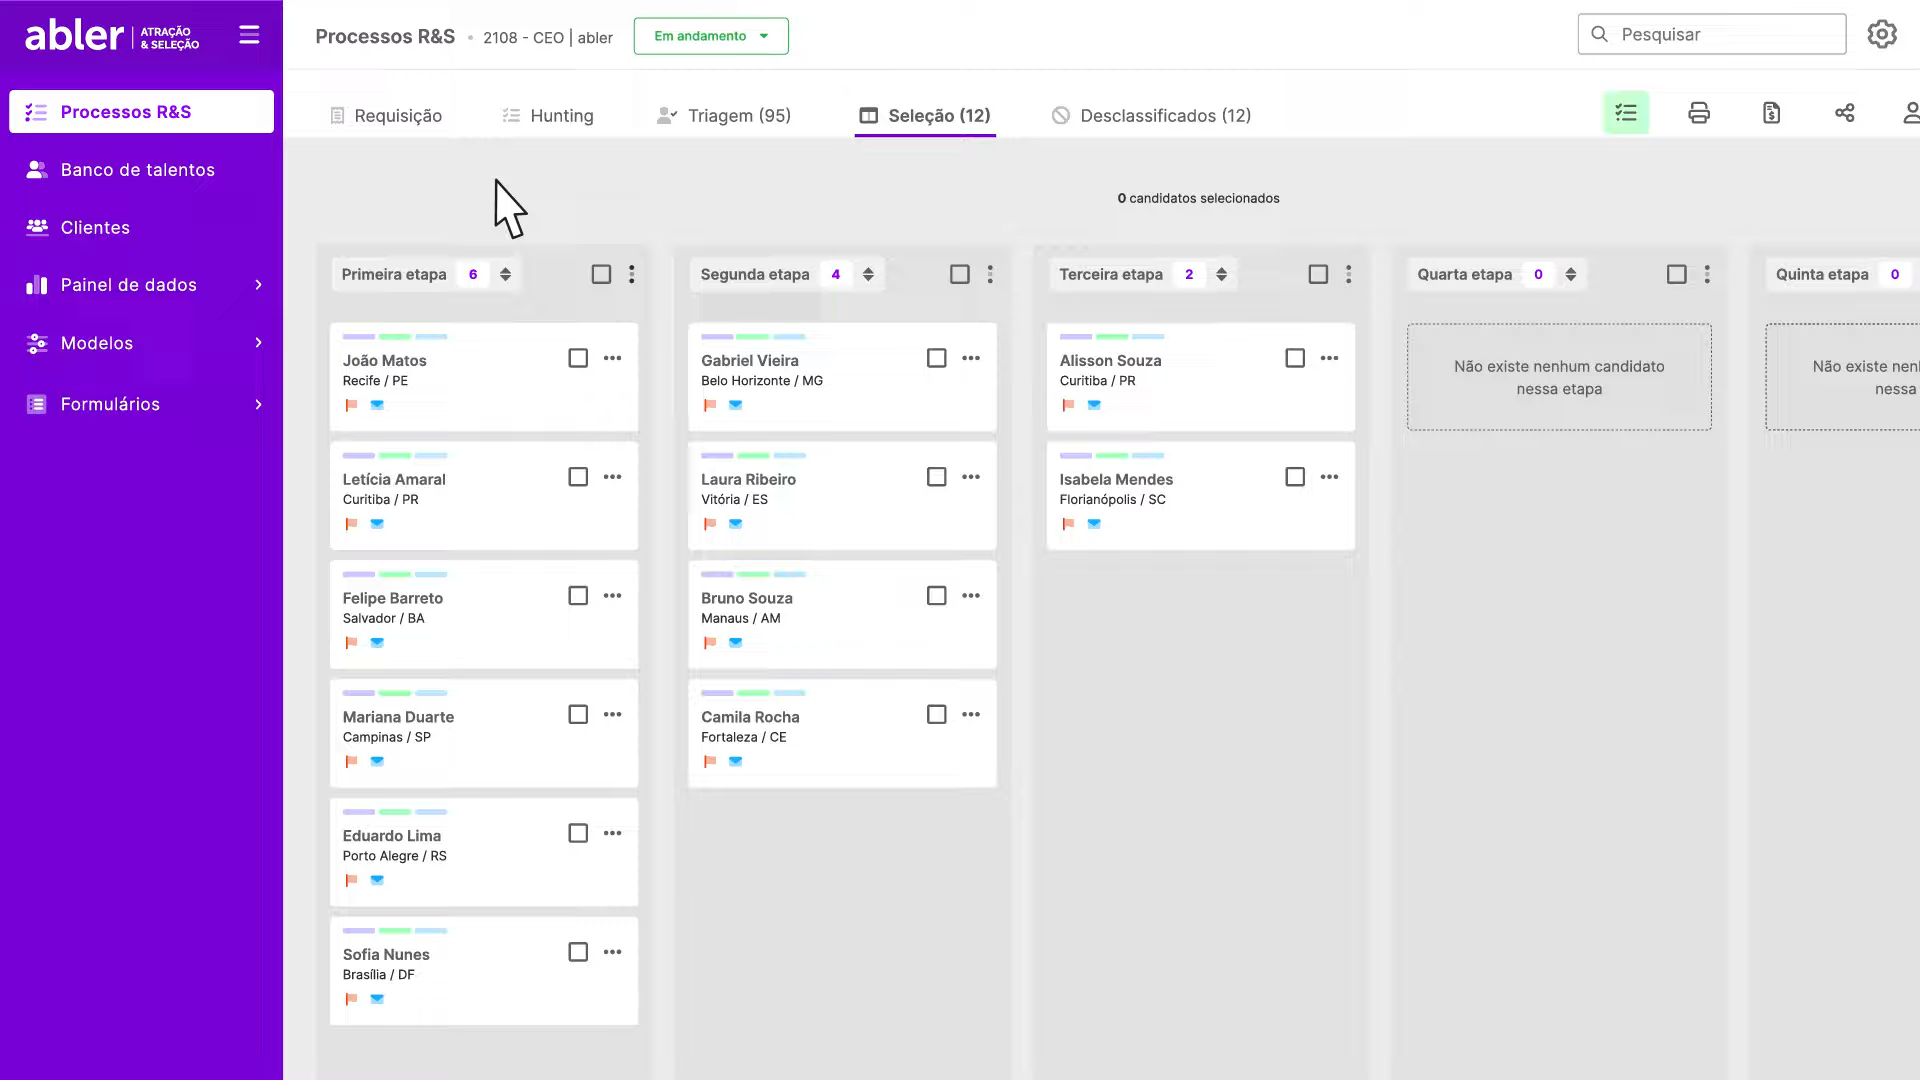 abler
ATRAÇÃO
& SELEÇÃO
Processos R&S
Banco de talentos
Clientes
Painel de dados
Modelos
Formulários
Processos R&S • 2108 - CEO | abler
Em andamento
Pesquisar
Requisição
Hunting
Triagem (95)
Seleção (12)
Desclassificados (12)
0 candidatos selecionados
Primeira etapa 6
João Matos
Recife / PE
Letícia Amaral
Curitiba / PR
Felipe Barreto
Salvador / BA
Mariana Duarte
Campinas / SP
Eduardo Lima
Porto Alegre / RS
Sofia Nunes
Brasília / DF
Segunda etapa 4
Gabriel Vieira
Belo Horizonte / MG
Laura Ribeiro
Vitória / ES
Bruno Souza
Manaus / AM
Camila Rocha
Fortaleza / CE
Terceira etapa 2
Alisson Souza
Curitiba / PR
Isabela Mendes
Florianópolis / SC
Quarta etapa 0
Não existe nenhum candidato
nessa etapa
Quinta etapa 0
Não existe
nessa